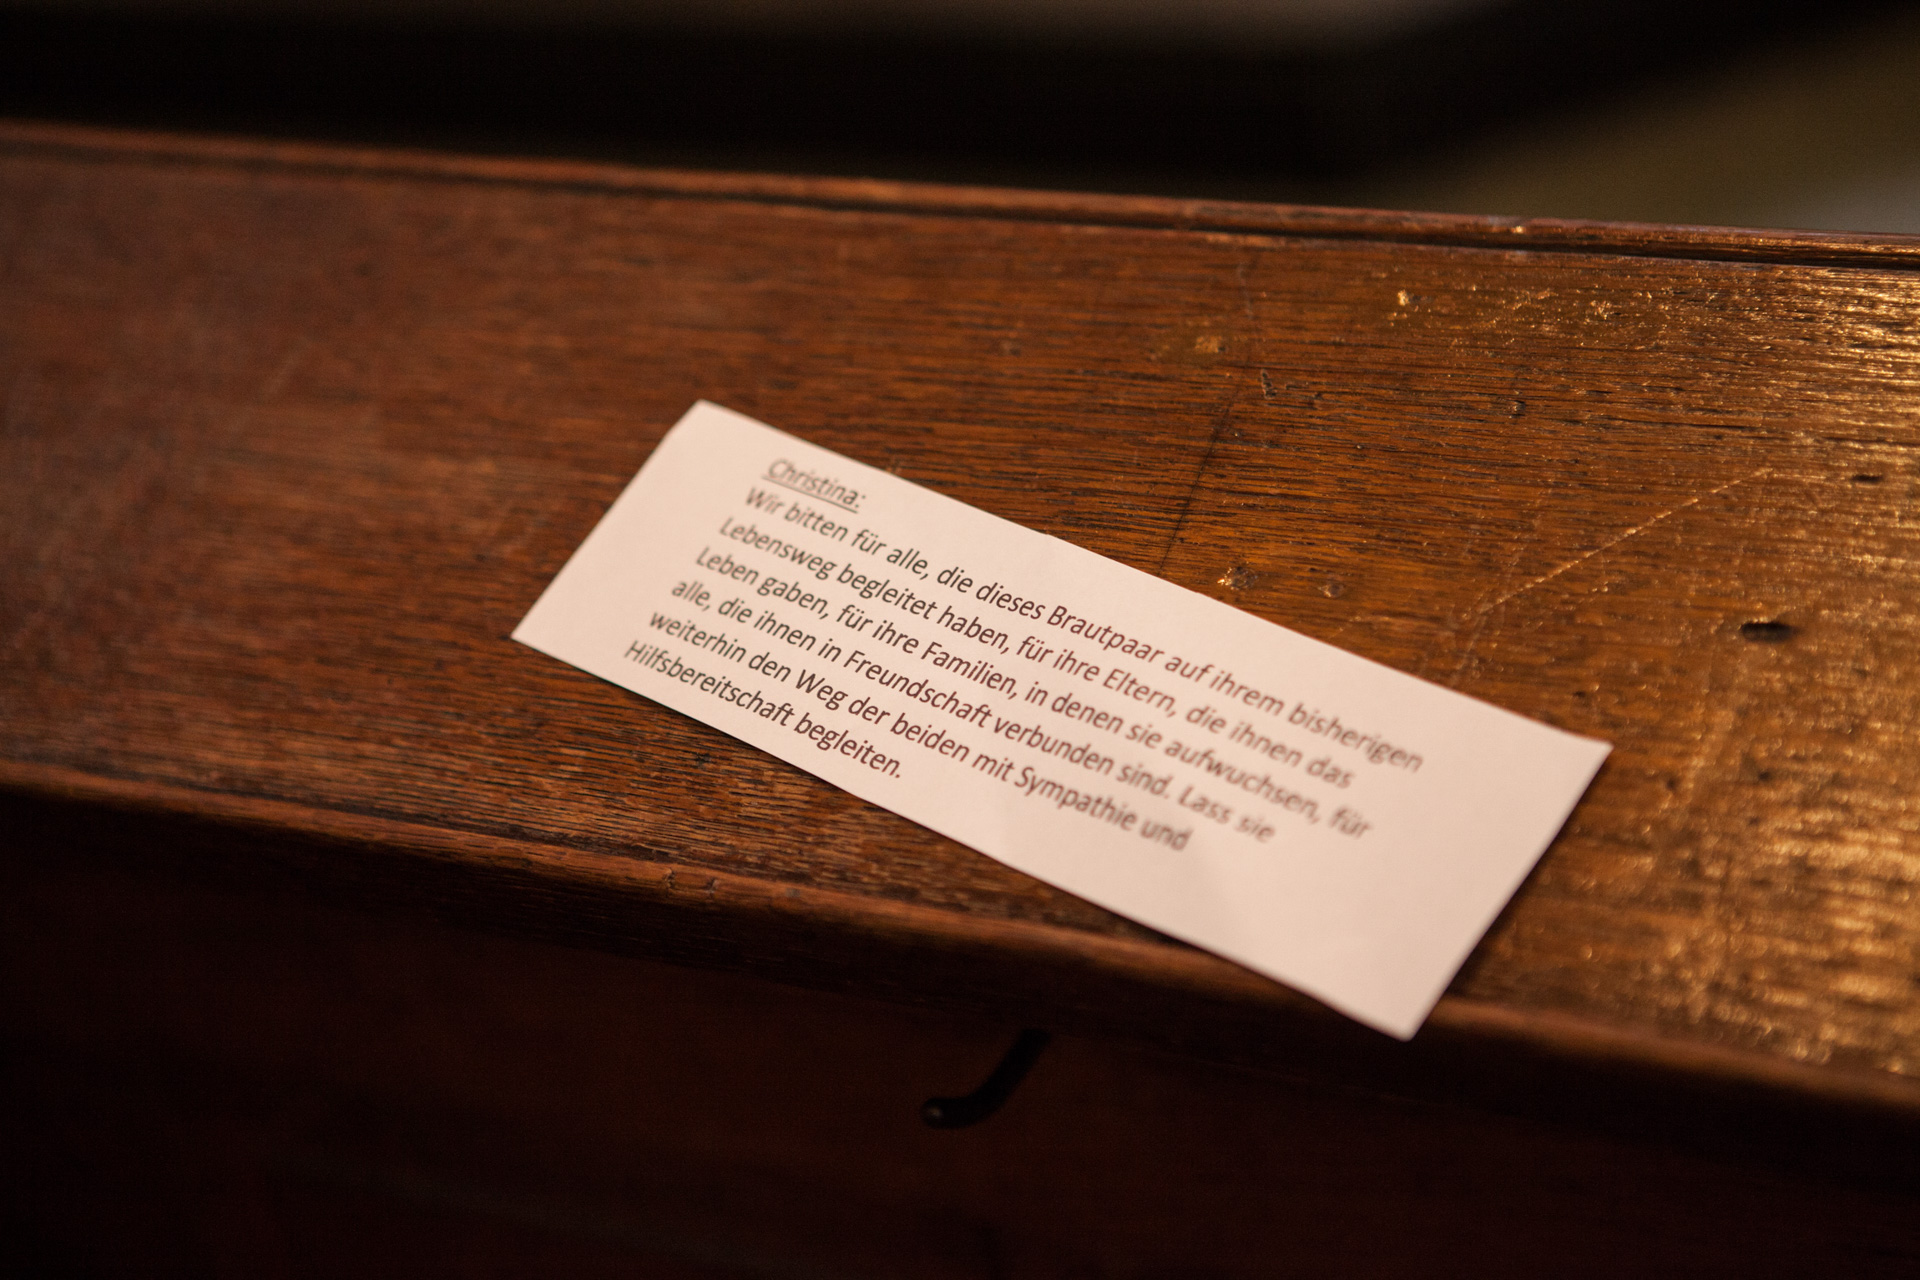 Christina:
Wir bitten für alle, die dieses Brautpaar auf ihrem bisherigen
Lebensweg begleitet haben, für ihre Eltern, die ihnen das
Leben gaben, für ihre Familien, in denen sie aufwuchsen, für
alle, die ihnen in Freundschaft verbunden sind. Lass sie
weiterhin den Weg der beiden mit Sympathie und
Hilfsbereitschaft begleiten.